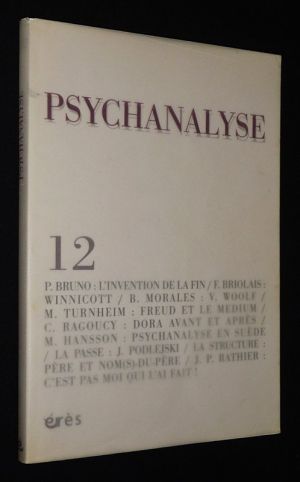 PSYCHANALYSE
PSYCHANALYSE
12
P. BRUNO : L'INVENTION DE LA FIN / F. BRIOLAIS :
WINNICOTT / B. MORALES : V. WOOLF /
M. TURNHEIM : FREUD ET LE MEDIUM /
C. RAGOUCY : DORA AVANT ET APRÈS /
M. HANSSON : PSYCHANALYSE EN SUÈDE
/ LA PASSE : J. PODLEJSKI / LA STRUCTURE :
PÈRE ET NOM(S)-DU-PÈRE / J. P. RATHIER :
C'EST PAS MOI QUI L'AI FAIT !
érès